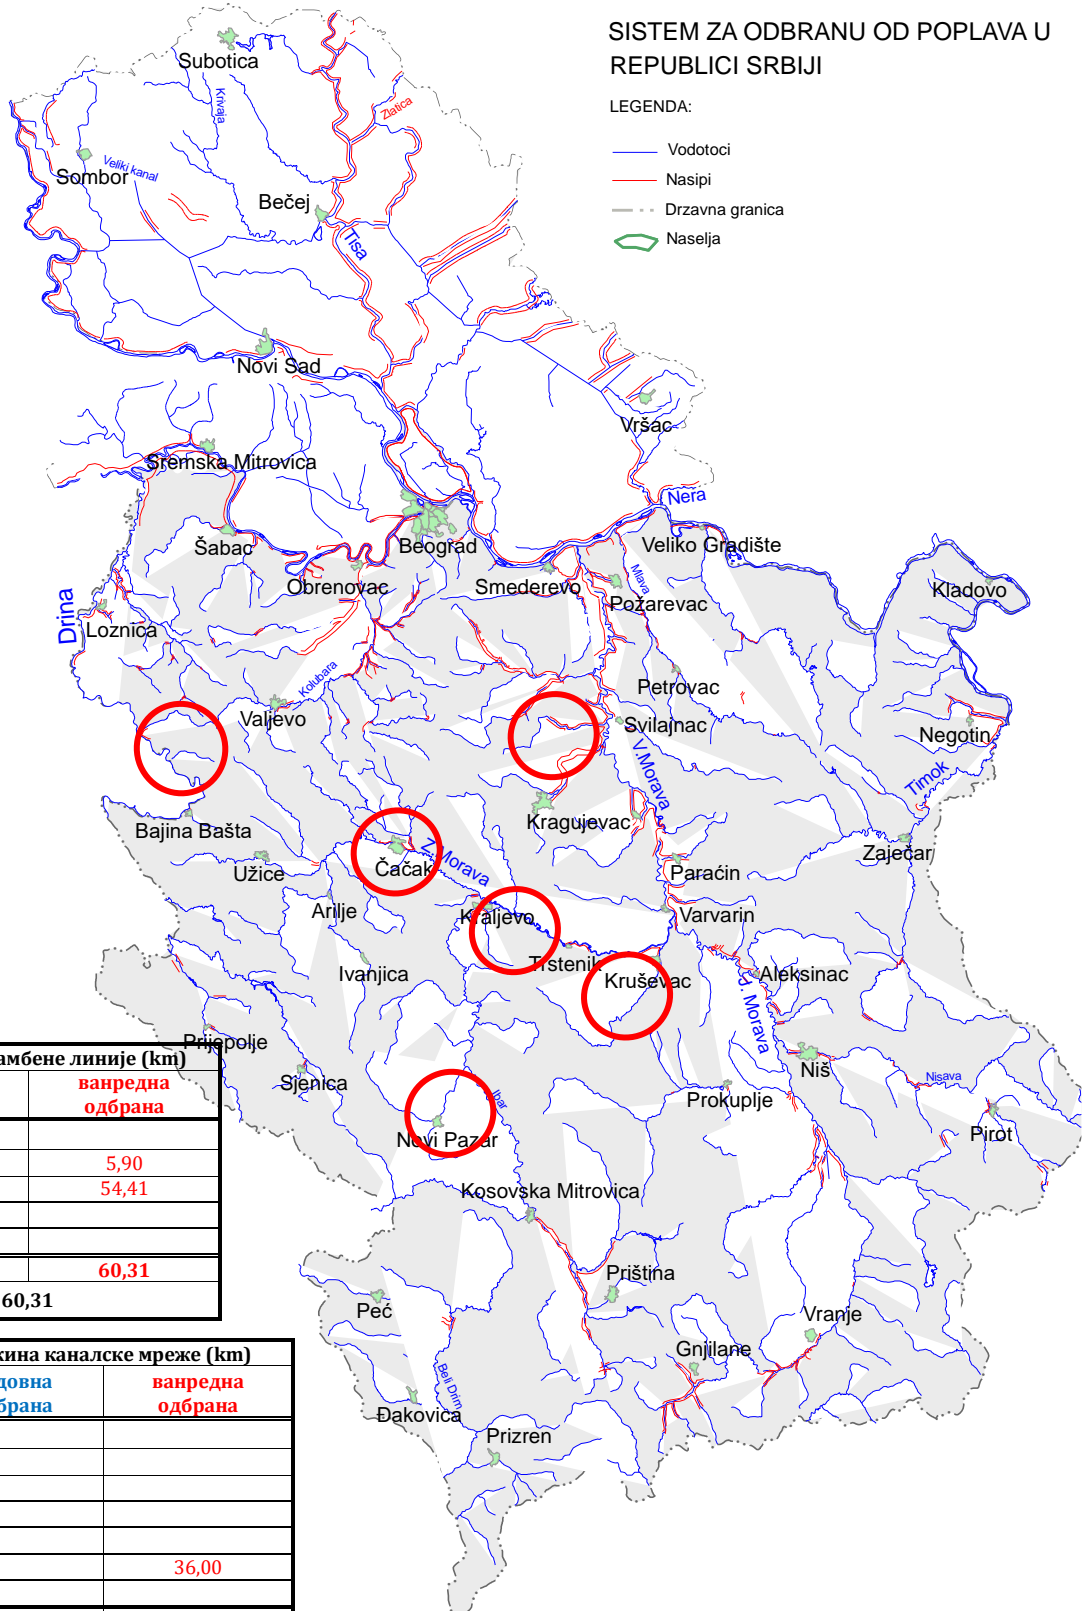 SISTEM ZA ODBRANU OD POPLAVA U
REPUBLICI SRBIJI
LEGENDA:
Vodotoci
Nasipi
Drzavna granica
Naselja
Subotica
Krivaja
Zlatica
Sombor
Veliki kanal
Bečej
Tisa
Novi Sad
Vršac
Sremska Mitrovica
Nera
Šabac
Beograd
Veliko Gradište
Obrenovac
Smederevo
Mlava
Požarevac
Kladovo
Drina
Loznica
Kolubara
Petrovac
Valjevo
Svilajnac
Negotin
V.Morava
Timok
Bajina Bašta
Kragujevac
Zaječar
Užice
Čačak
Z.Morava
Paraćin
Arilje
Kraljevo
Varvarin
Ivanjica
Trstenik
Kruševac
Aleksinac
J. Morava
Prijepolje
Sjenica
Ibar
Niš
Nisava
Prokuplje
Pirot
Novi Pazar
Kosovska Mitrovica
Priština
Peć
Vranje
Gnjilane
Beli Drim
Đakovica
Prizren
амбене линије (km)
ванредна
одбрана
5,90
54,41
60,31
60,31
кина каналске мреже (km)
довна ванредна
брана одбрана
36,00